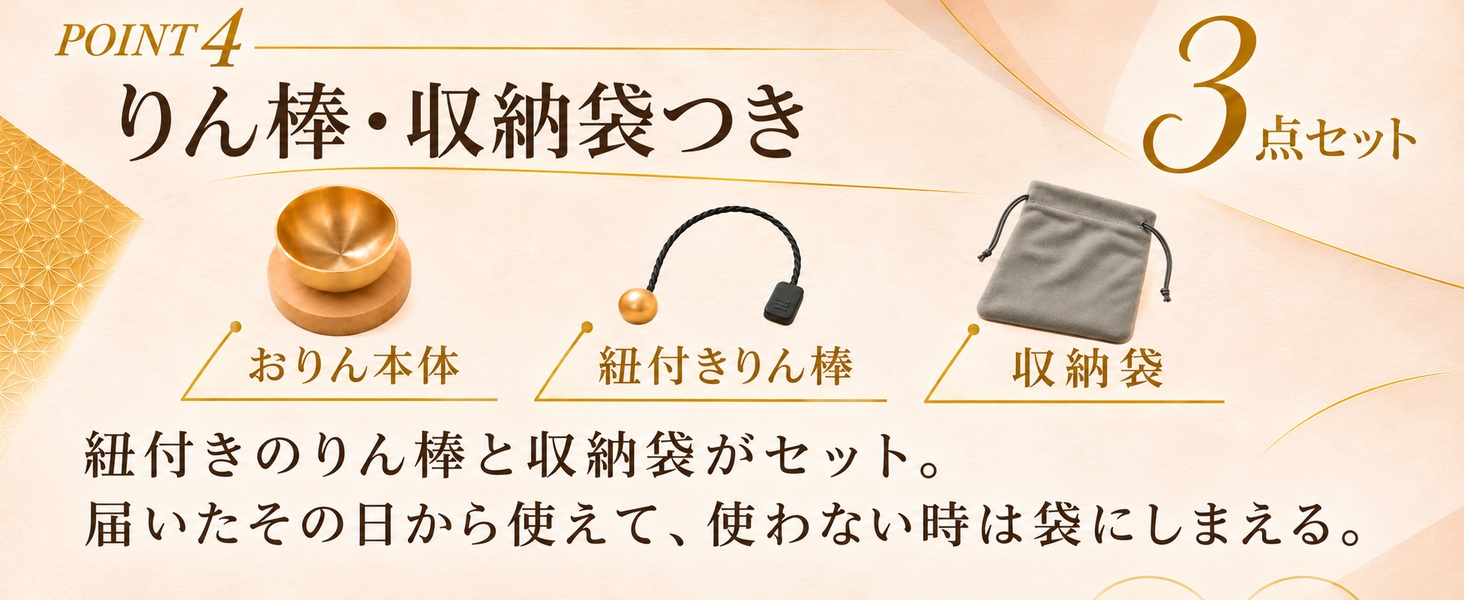 POINT 4
りん棒・収納袋つき
3点セット
おりん本体
紐付きりん棒
収納袋
紐付きのりん棒と収納袋がセット。
届いたその日から使えて、使わない時は袋にしまえる。